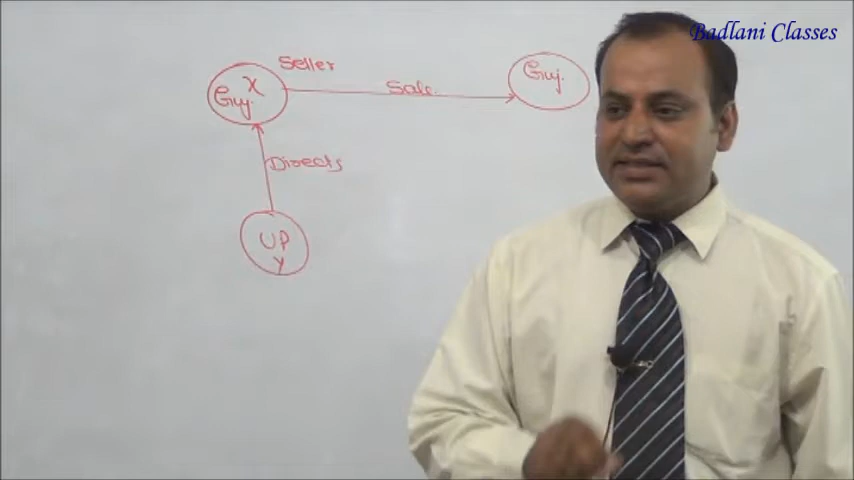 Badlani Classes
Seller
X
Guj.
Sale
Guj.
Directs
UP
Y